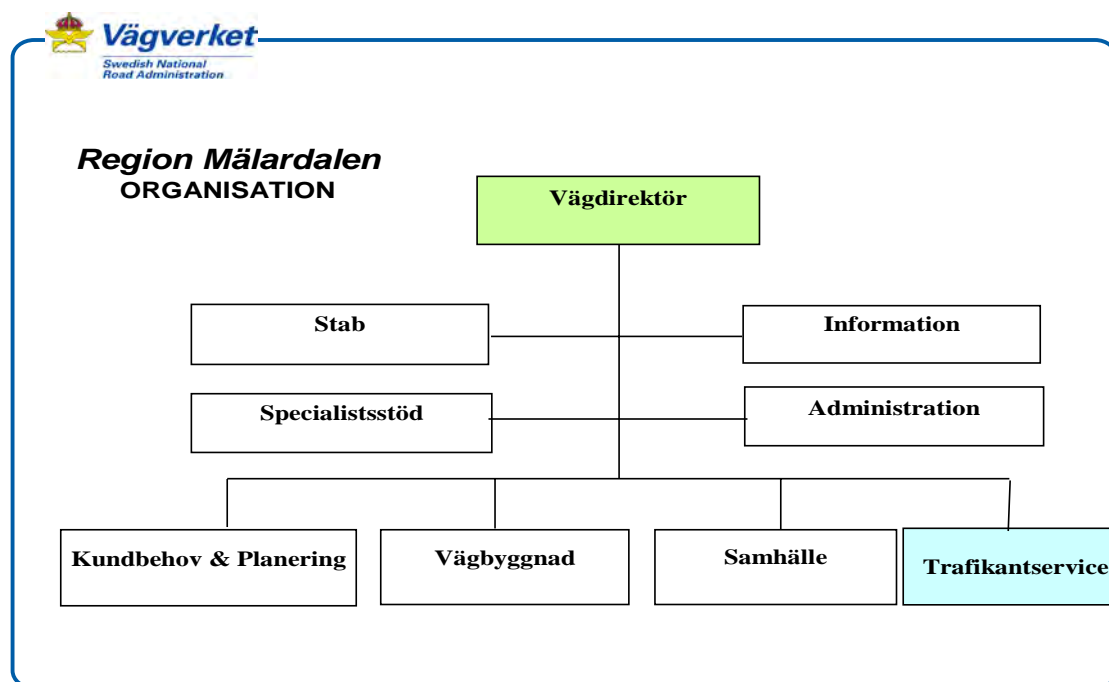 Vägverket
Swedish National
Road Administration
Region Mälardalen
ORGANISATION
Vägdirektör
Stab
Information
Specialistsstöd
Administration
Kundbehov & Planering
Vägbyggnad
Samhälle
Trafikantservice